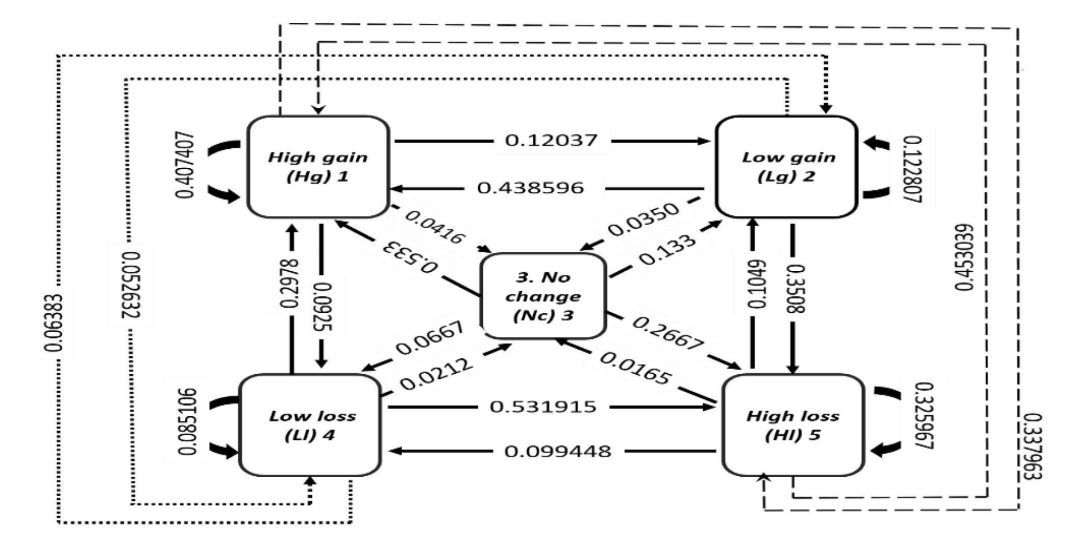 High gain
(Hg) 1
Low gain
(Lg) 2
3. No
change
(Nc) 3
Low loss
(Ll) 4
High loss
(Hl) 5
0.407407
0.12037
0.438596
0.122807
0.0416
0.533
0.0350
0.133
0.2978
0.0925
0.1049
0.3508
0.052632
0.06383
0.453039
0.0667
0.0212
0.2667
0.0165
0.085106
0.531915
0.099448
0.325967
0.337963